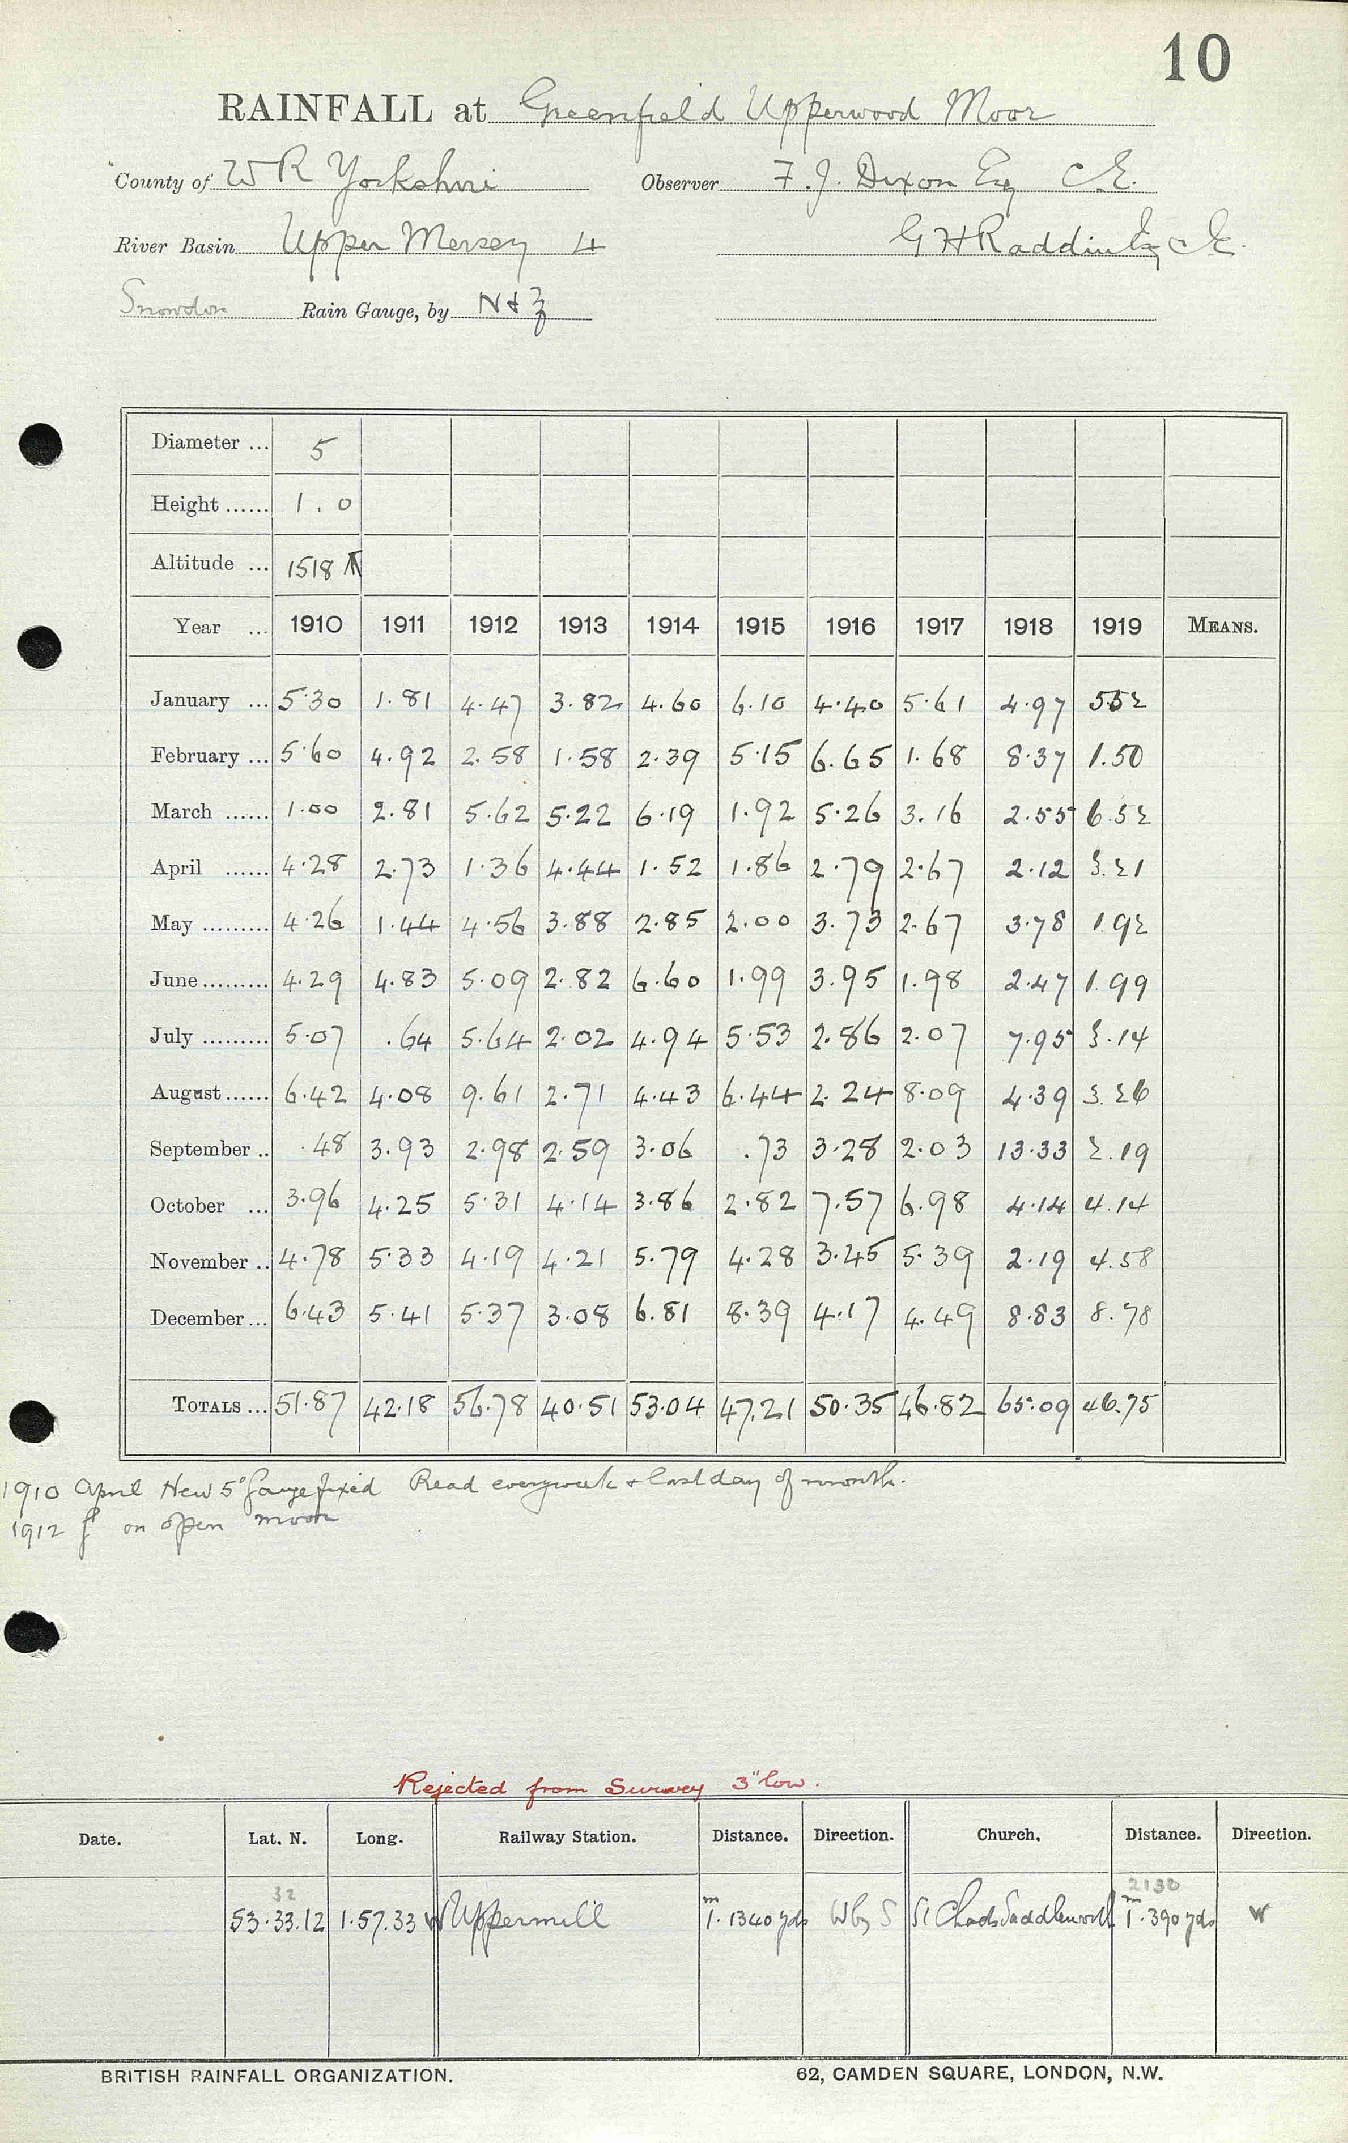 10
RAINFALL at Greenfield Upperwood Moor
County of W R Yorkshire Observer F. J. Dixon Esq C.E.
River Basin Upper Mersey 4 G H Raddin Esq C E.
Snowdon Rain Gauge, by N & Z
Diameter ... 5
Height ...... 1.0
Altitude ... 1518
Year ... 1910 1911 1912 1913 1914 1915 1916 1917 1918 1919 MEANS.
January ... 5.30 1.81 4.47 3.82 4.60 6.10 4.40 5.61 4.97 5.52
February ... 5.60 4.92 2.58 1.58 2.39 5.15 6.65 1.68 8.37 1.50
March ...... 1.00 2.81 5.62 5.22 6.19 1.92 5.26 3.16 2.55 6.52
April ...... 4.28 2.73 1.36 4.44 1.52 1.86 2.79 2.67 2.12 3.21
May ......... 4.26 1.44 4.56 3.88 2.85 2.00 3.73 2.67 3.78 1.92
June......... 4.29 4.83 5.09 2.82 6.60 1.99 3.95 1.98 2.47 1.99
July ......... 5.07 .64 5.64 2.02 4.94 5.53 2.86 2.07 7.95 3.14
August...... 6.42 4.08 9.61 2.71 4.43 6.44 2.24 8.09 4.39 3.26
September .. .48 3.93 2.98 2.59 3.06 .73 3.28 2.03 13.33 2.19
October ... 3.96 4.25 5.31 4.14 3.86 2.82 7.57 6.98 4.14 4.14
November .. 4.78 5.33 4.19 4.21 5.79 4.28 3.45 5.39 2.19 4.58
December ... 6.43 5.41 5.37 3.08 6.81 8.39 4.17 4.49 8.83 8.78
TOTALS ... 51.87 42.18 56.78 40.51 53.04 47.21 50.35 46.82 65.09 46.75
1910 April New 5" Gauge fixed Read every week & last day of month.
1912 on open moor
Rejected from Survey 3" low.
Date. Lat. N. Long. Railway Station. Distance. Direction. Church. Distance. Direction.
32 2130
53.33.12 1.57.33 W Uppermill 1m. 1340 yds W by S St Chads Saddleworth 1m. 390 yds W
BRITISH RAINFALL ORGANIZATION. 62, CAMDEN SQUARE, LONDON, N.W.